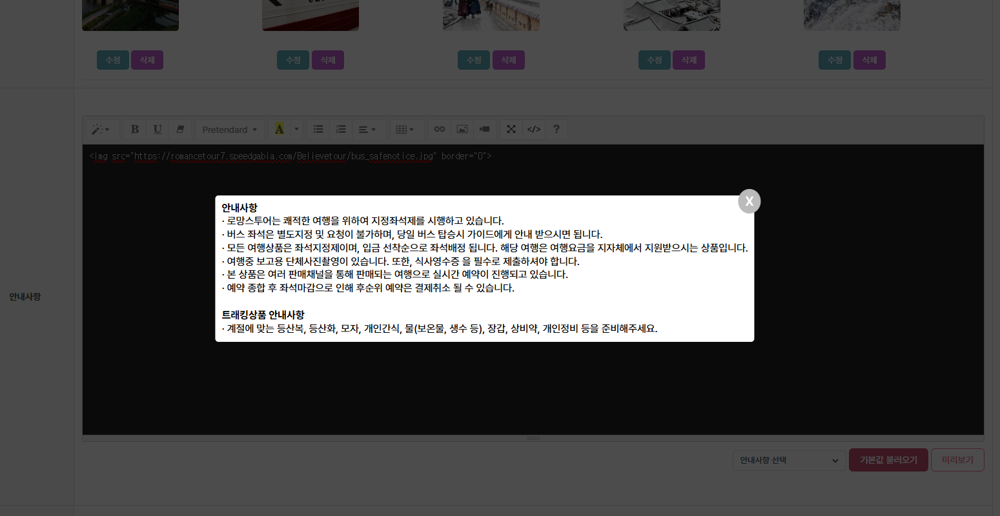 수정 삭제 수정 삭제 수정 삭제 수정 삭제 수정 삭제
B U Pretendard A </> ?
<img src="https://romancetour7.speedgabia.com/Believetour/bus_safenotice.jpg" border="0">
X
안내사항
· 로망스투어는 쾌적한 여행을 위하여 지정좌석제를 시행하고 있습니다.
· 버스 좌석은 별도지정 및 요청이 불가하며, 당일 버스 탑승시 가이드에게 안내 받으시면 됩니다.
· 모든 여행상품은 좌석지정제이며, 입금 선착순으로 좌석배정 됩니다. 해당 여행은 여행요금을 지자체에서 지원받으시는 상품입니다.
· 여행중 보고용 단체사진촬영이 있습니다. 또한, 식사영수증 을 필수로 제출하셔야 합니다.
· 본 상품은 여러 판매채널을 통해 판매되는 여행으로 실시간 예약이 진행되고 있습니다.
· 예약 종합 후 좌석마감으로 인해 후순위 예약은 결제취소 될 수 있습니다.
트래킹상품 안내사항
· 계절에 맞는 등산복, 등산화, 모자, 개인간식, 물(보온물, 생수 등), 장갑, 상비약, 개인정비 등을 준비해주세요.
안내사항
안내사항 선택 기본값 불러오기 미리보기